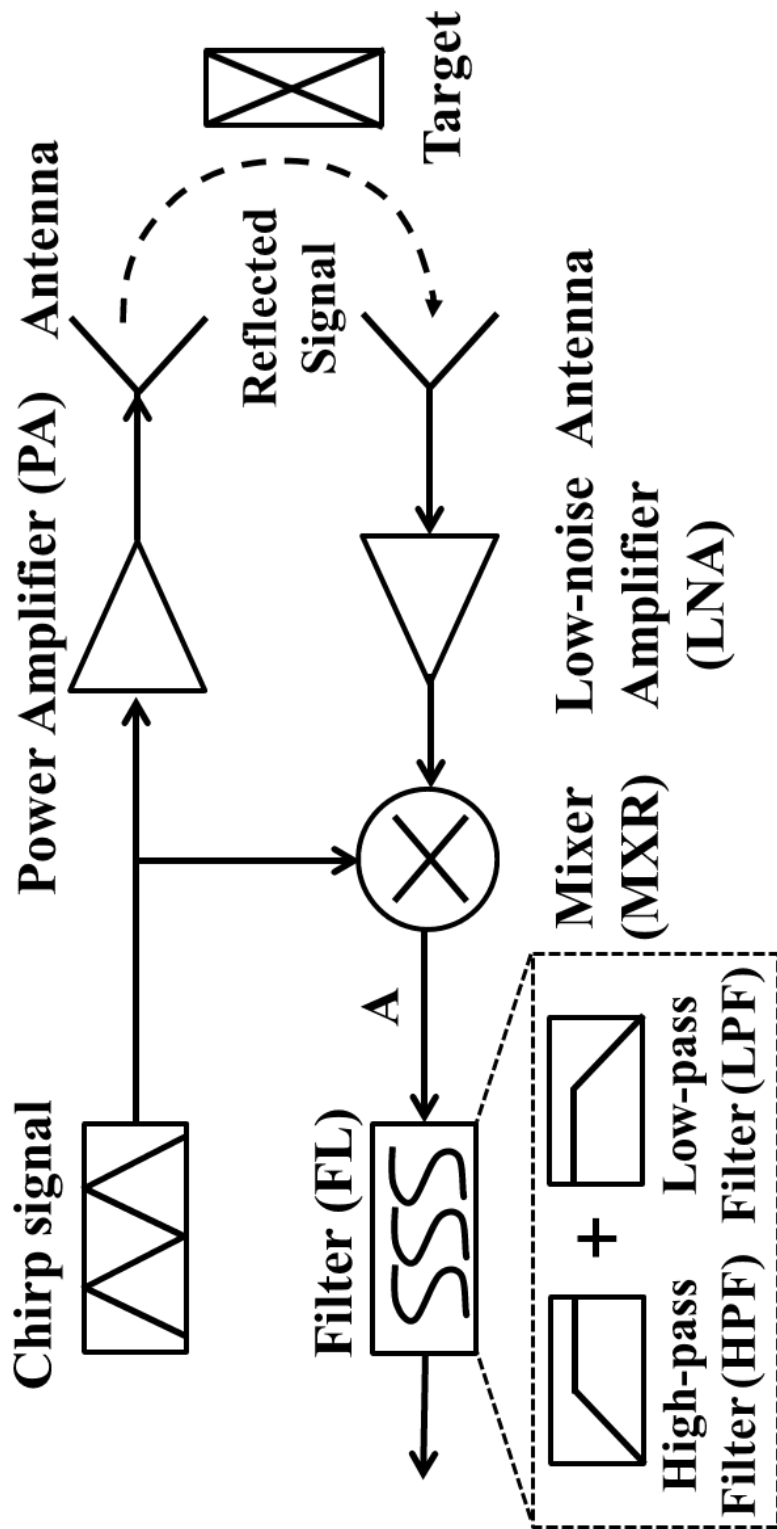 Chirp signal
Power Amplifier (PA)
Antenna
Reflected
Signal
Target
Filter (FL)
A
Mixer
(MXR)
Low-noise
Amplifier
(LNA)
Antenna
High-pass
Filter (HPF)
+
Low-pass
Filter (LPF)